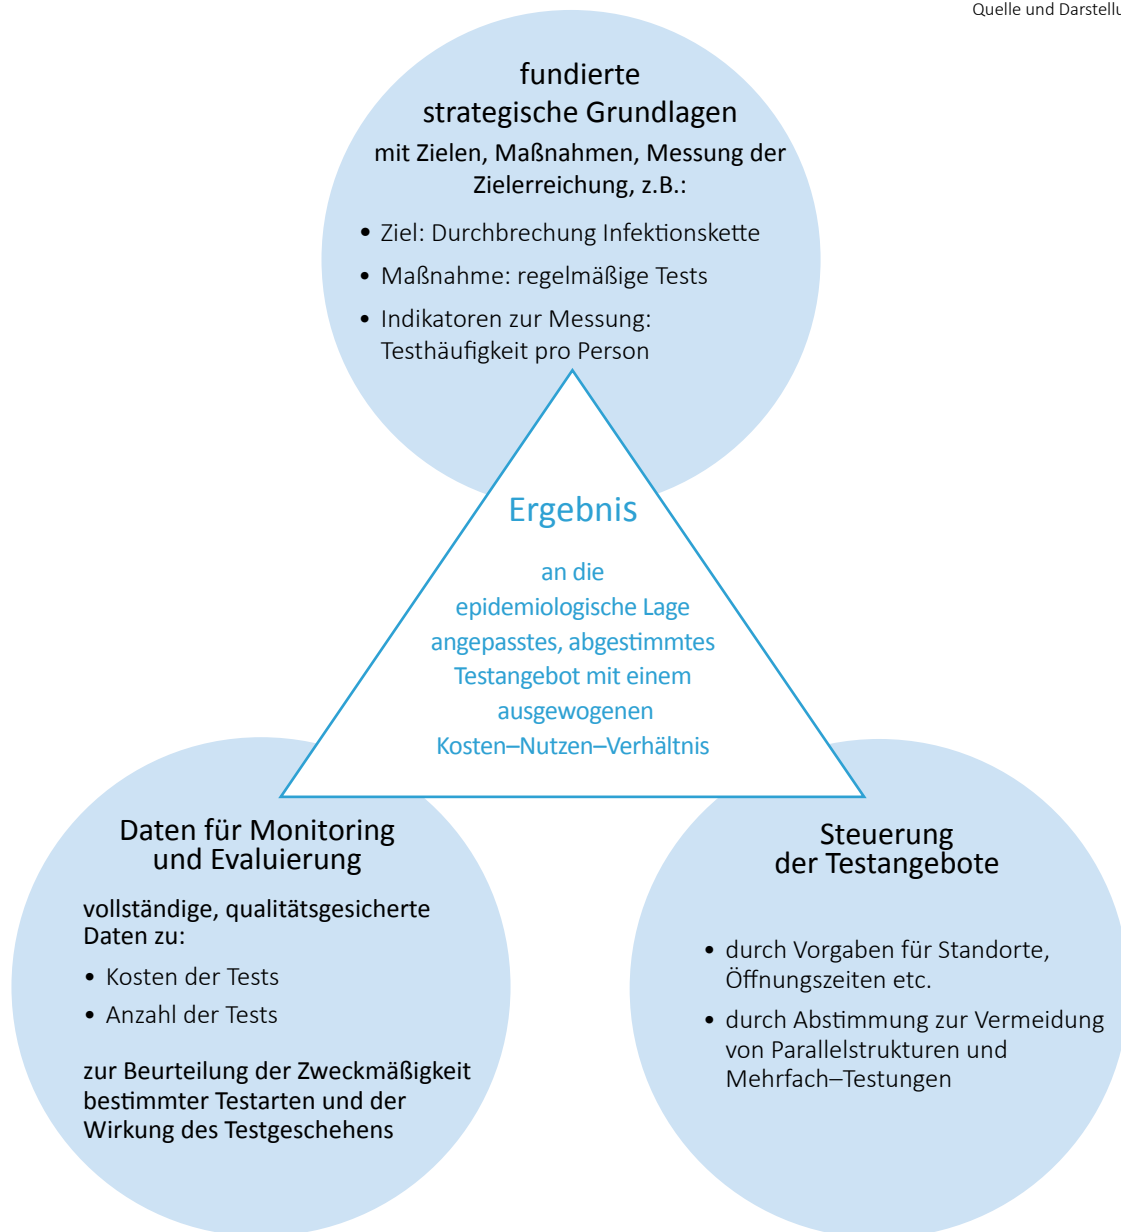 Quelle und Darstellu
fundierte
strategische Grundlagen
mit Zielen, Maßnahmen, Messung der
Zielerreichung, z.B.:
• Ziel: Durchbrechung Infektionskette
• Maßnahme: regelmäßige Tests
• Indikatoren zur Messung:
Testhäufigkeit pro Person
Ergebnis
an die
epidemiologische Lage
angepasstes, abgestimmtes
Testangebot mit einem
ausgewogenen
Kosten–Nutzen–Verhältnis
Daten für Monitoring
und Evaluierung
vollständige, qualitätsgesicherte
Daten zu:
• Kosten der Tests
• Anzahl der Tests
zur Beurteilung der Zweckmäßigkeit
bestimmter Testarten und der
Wirkung des Testgeschehens
Steuerung
der Testangebote
• durch Vorgaben für Standorte,
Öffnungszeiten etc.
• durch Abstimmung zur Vermeidung
von Parallelstrukturen und
Mehrfach–Testungen